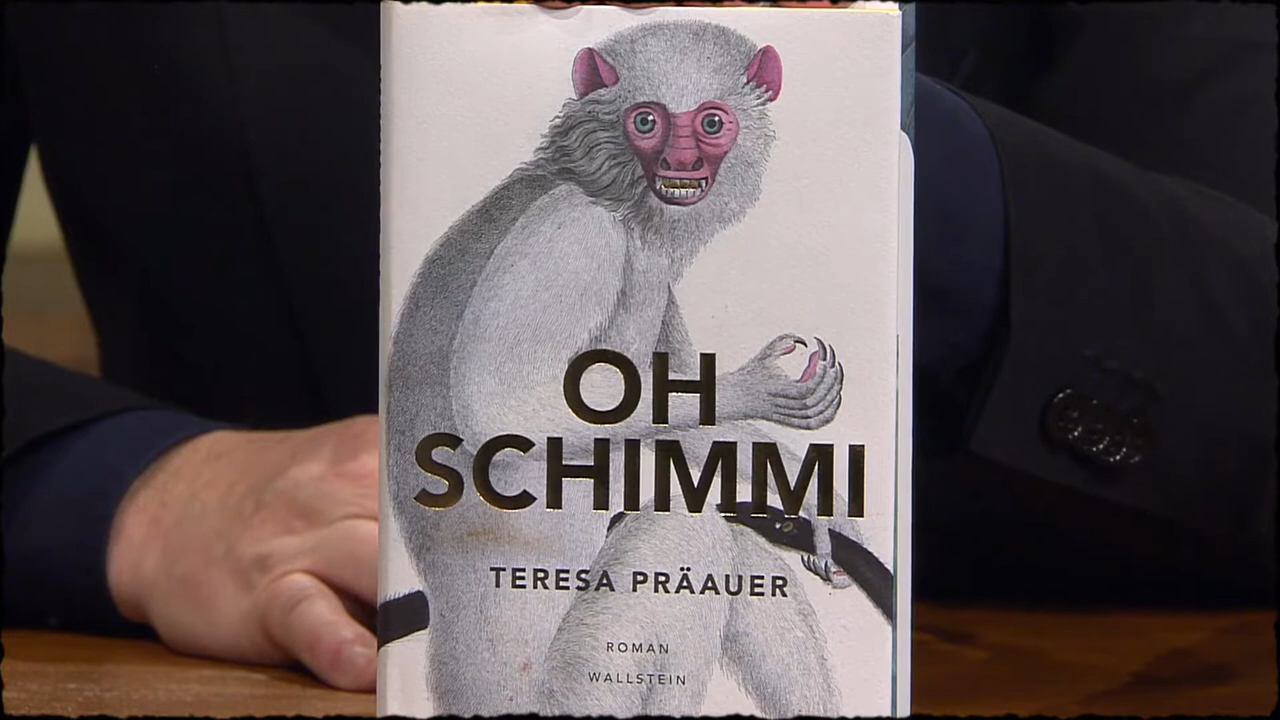 OH
SCHIMMI
TERESA PRÄAUER
ROMAN
WALLSTEIN